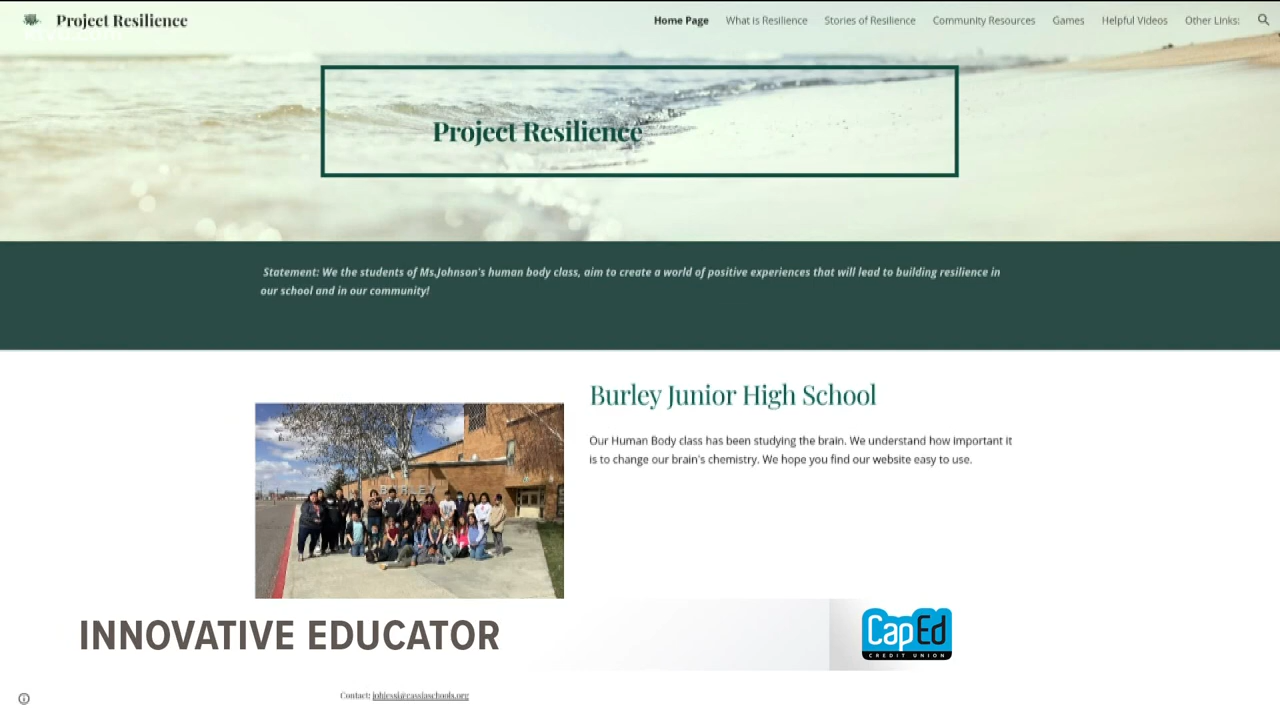 Project Resilience
Home Page What is Resilience Stories of Resilience Community Resources Games Helpful Videos Other Links:
Project Resilience
Statement: We the students of Ms.Johnson's human body class, aim to create a world of positive experiences that will lead to building resilience in
our school and in our community!
Burley Junior High School
Our Human Body class has been studying the brain. We understand how important it
is to change our brain's chemistry. We hope you find our website easy to use.
BURLEY
INNOVATIVE EDUCATOR
CapEd
CREDIT UNION
Contact: